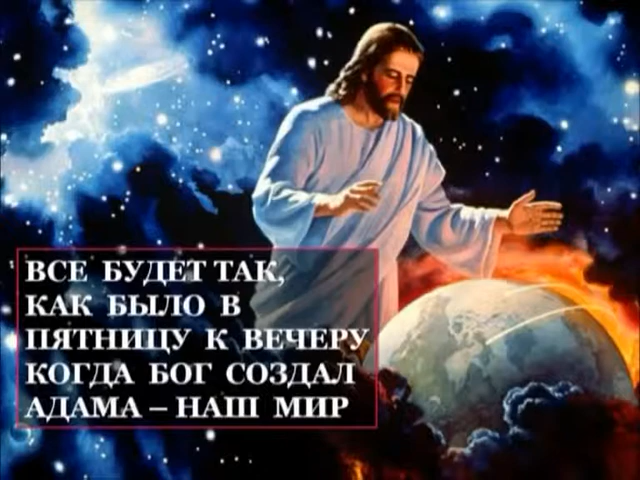 ВСЕ БУДЕТ ТАК,
КАК БЫЛО В
ПЯТНИЦУ К ВЕЧЕРУ
КОГДА БОГ СОЗДАЛ
АДАМА – НАШ МИР